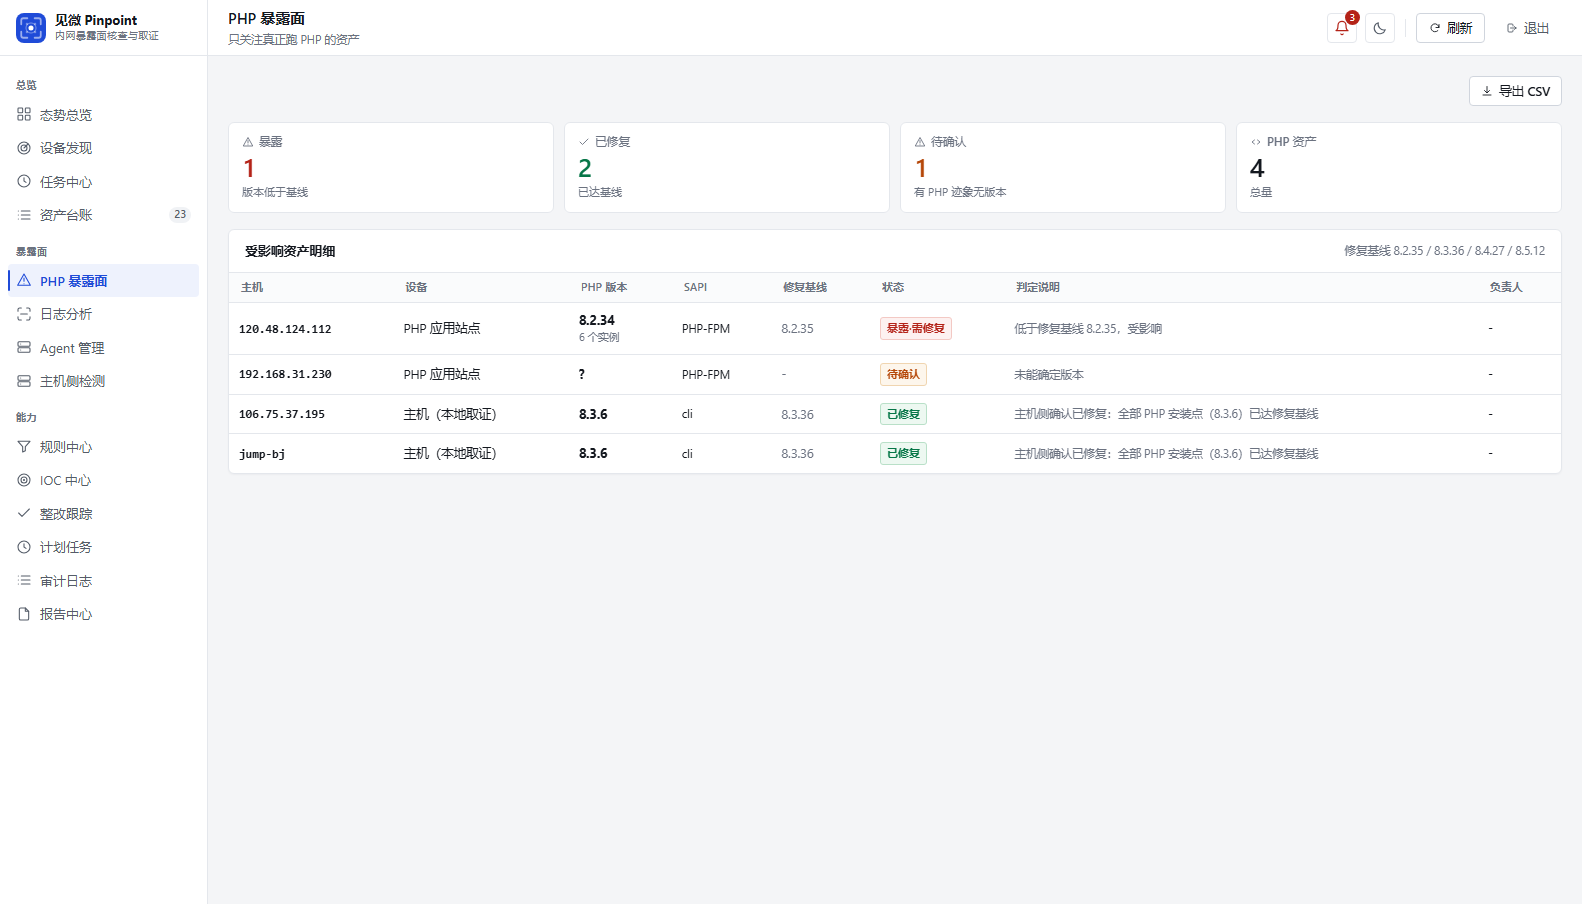 见微 Pinpoint
内网暴露面核查与取证
PHP 暴露面
只关注真正跑 PHP 的资产
3
刷新
退出
总览
态势总览
设备发现
任务中心
资产台账
23
暴露面
PHP 暴露面
日志分析
Agent 管理
主机侧检测
能力
规则中心
IOC 中心
整改跟踪
计划任务
审计日志
报告中心
导出 CSV
暴露
1
版本低于基线
已修复
2
已达基线
待确认
1
有 PHP 迹象无版本
PHP 资产
4
总量
受影响资产明细
修复基线 8.2.35 / 8.3.36 / 8.4.27 / 8.5.12
主机 设备 PHP 版本 SAPI 修复基线 状态 判定说明 负责人
120.48.124.112 PHP 应用站点 8.2.34 PHP-FPM 8.2.35 暴露·需修复 低于修复基线 8.2.35，受影响 -
6 个实例
192.168.31.230 PHP 应用站点 ? PHP-FPM - 待确认 未能确定版本 -
106.75.37.195 主机（本地取证） 8.3.6 cli 8.3.36 已修复 主机侧确认已修复：全部 PHP 安装点（8.3.6）已达修复基线 -
jump-bj 主机（本地取证） 8.3.6 cli 8.3.36 已修复 主机侧确认已修复：全部 PHP 安装点（8.3.6）已达修复基线 -